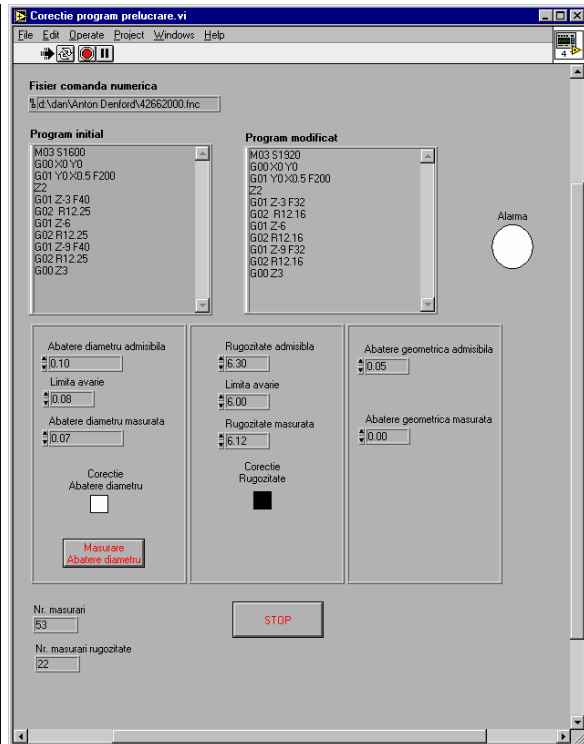 Corectie program prelucrare.vi
File Edit Operate Project Windows Help
4
Fisier comanda numerica
d:\dan\Anton Denford\42662000.fnc
Program initial
M03 S1600
G00 X0 Y0
G01 Y0 X0.5 F200
Z2
G01 Z-3 F40
G02 R12.25
G01 Z-6
G02 R12.25
G01 Z-9 F40
G02 R12.25
G00 Z3
Program modificat
M03 S1920
G00 X0 Y0
G01 Y0 X0.5 F200
Z2
G01 Z-3 F32
G02 R12.16
G01 Z-6
G02 R12.16
G01 Z-9 F32
G02 R12.16
G00 Z3
Alarma
Abatere diametru admisibila
0.10
Limita avarie
0.08
Abatere diametru masurata
0.07
Corectie
Abatere diametru
Masurare
Abatere diametru
Rugozitate admisibla
6.30
Limita avarie
6.00
Rugozitate masurata
6.12
Corectie
Rugozitate
Abatere geometrica admisibila
0.05
Abatere geometrica masurata
0.00
Nr. masurari
53
STOP
Nr. masurari rugozitate
22